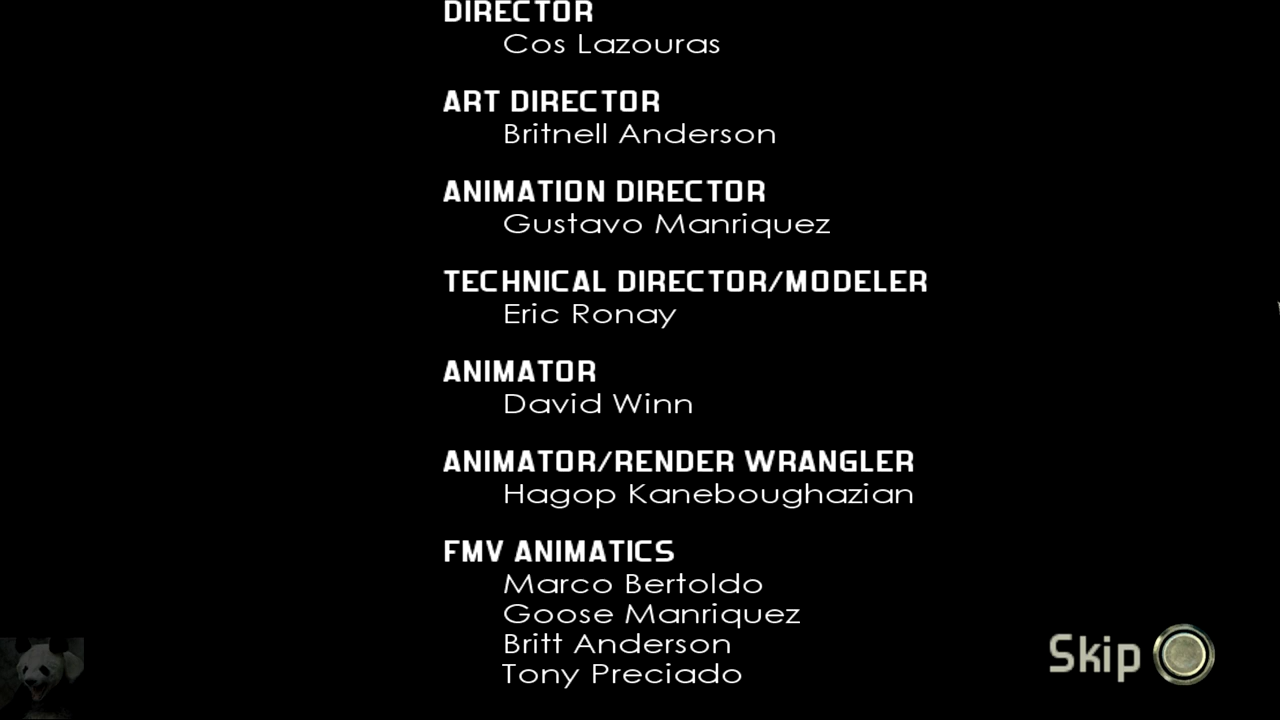 DIRECTOR
Cos Lazouras
ART DIRECTOR
Britnell Anderson
ANIMATION DIRECTOR
Gustavo Manriquez
TECHNICAL DIRECTOR/MODELER
Eric Ronay
ANIMATOR
David Winn
ANIMATOR/RENDER WRANGLER
Hagop Kaneboughazian
FMV ANIMATICS
Marco Bertoldo
Goose Manriquez
Britt Anderson
Tony Preciado
Skip